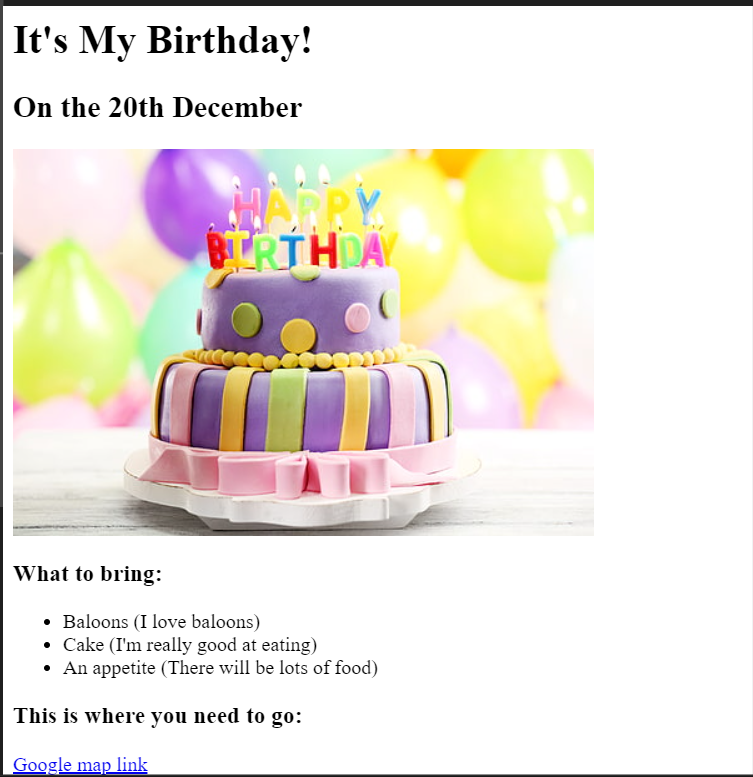 It's My Birthday!
On the 20th December
HAPPY
BIRTHDAY
What to bring:
Baloons (I love baloons)
Cake (I'm really good at eating)
An appetite (There will be lots of food)
This is where you need to go:
Google map link